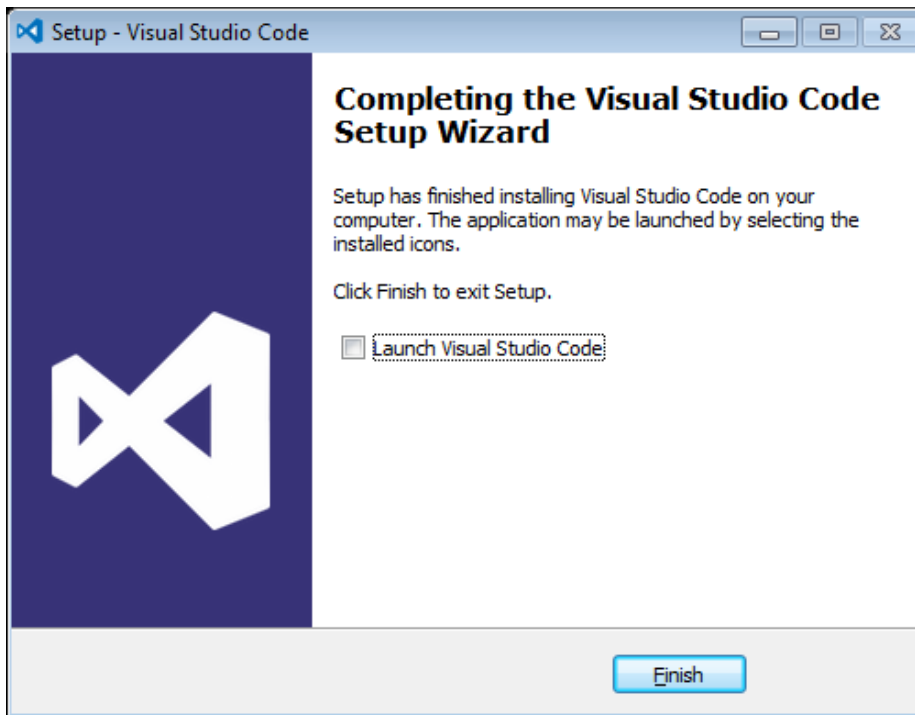 Setup - Visual Studio Code
Completing the Visual Studio Code
Setup Wizard
Setup has finished installing Visual Studio Code on your
computer. The application may be launched by selecting the
installed icons.
Click Finish to exit Setup.
Launch Visual Studio Code
Finish